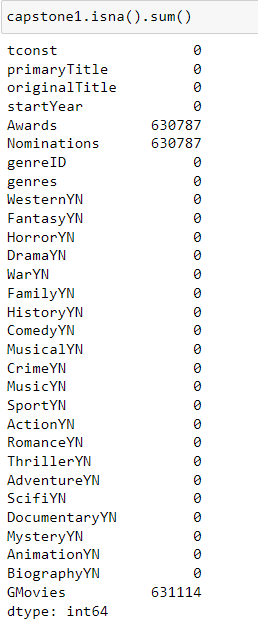 capstone1.isna().sum()
tconst 0
primaryTitle 0
originalTitle 0
startYear 0
Awards 630787
Nominations 630787
genreID 0
genres 0
WesternYN 0
FantasyYN 0
HorrorYN 0
DramaYN 0
WarYN 0
FamilyYN 0
HistoryYN 0
ComedyYN 0
MusicalYN 0
CrimeYN 0
MusicYN 0
SportYN 0
ActionYN 0
RomanceYN 0
ThrillerYN 0
AdventureYN 0
ScifiYN 0
DocumentaryYN 0
MysteryYN 0
AnimationYN 0
BiographyYN 0
GMovies 631114
dtype: int64